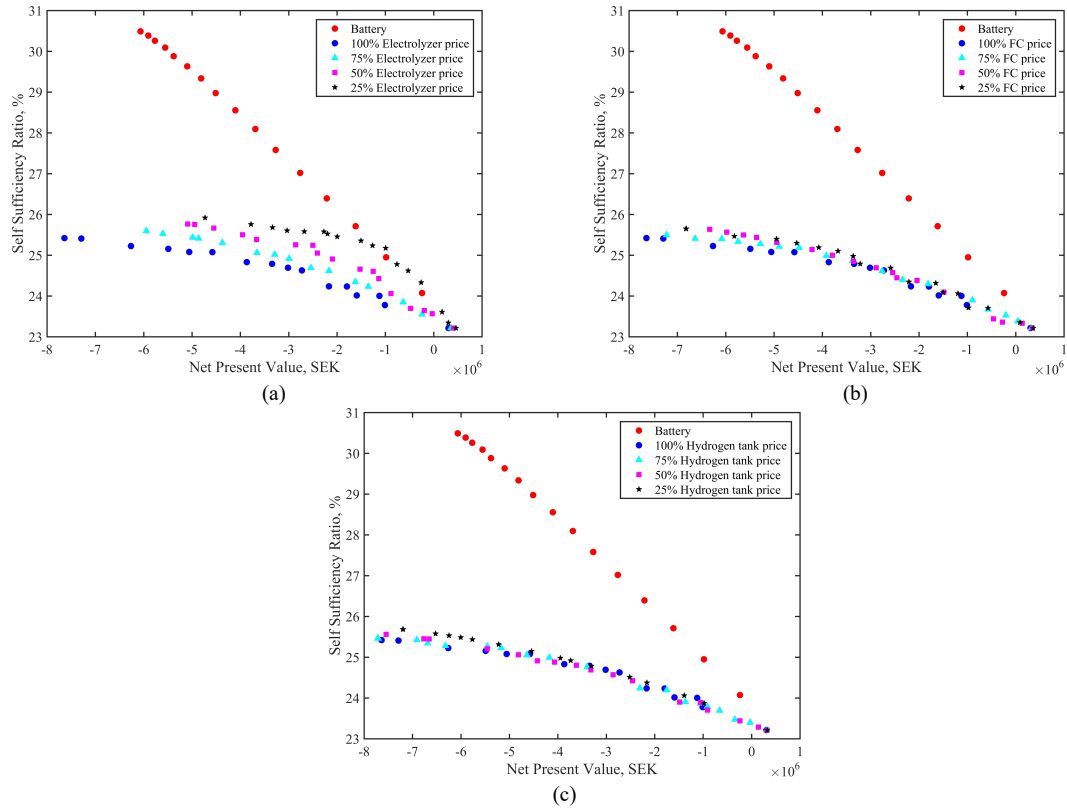 31
30
29
28
27
26
25
24
23
Self Sufficiency Ratio, %
Battery
100% Electrolyzer price
75% Electrolyzer price
50% Electrolyzer price
25% Electrolyzer price
-8 -7 -6 -5 -4 -3 -2 -1 0 1
Net Present Value, SEK
×10^6
(a)
31
30
29
28
27
26
25
24
23
Self Sufficiency Ratio, %
Battery
100% FC price
75% FC price
50% FC price
25% FC price
-8 -7 -6 -5 -4 -3 -2 -1 0 1
Net Present Value, SEK
×10^6
(b)
31
30
29
28
27
26
25
24
23
Self Sufficiency Ratio, %
Battery
100% Hydrogen tank price
75% Hydrogen tank price
50% Hydrogen tank price
25% Hydrogen tank price
-8 -7 -6 -5 -4 -3 -2 -1 0 1
Net Present Value, SEK
×10^6
(c)